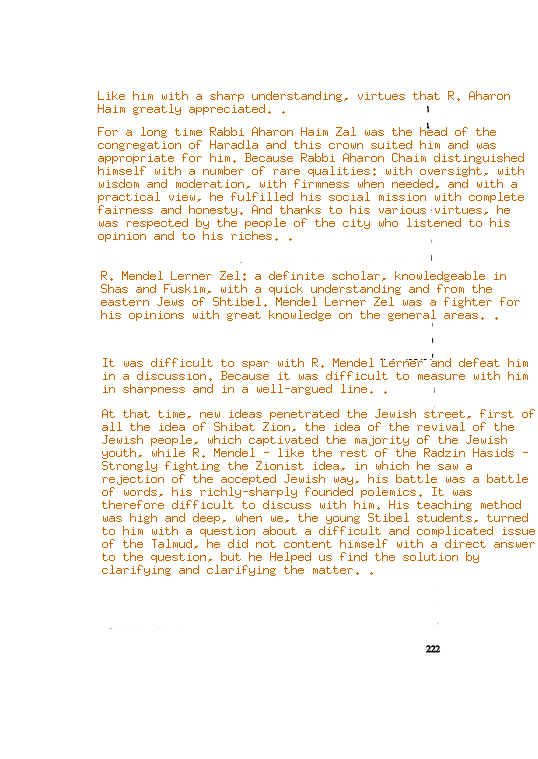 Like him with a sharp understanding, virtues that R. Aharon
Haim greatly appreciated. .
For a long time Rabbi Aharon Haim Zal was the head of the
congregation of Haradla and this crown suited him and was
appropriate for him. Because Rabbi Aharon Chaim distinguished
himself with a number of rare qualities: with oversight, with
wisdom and moderation, with firmness when needed, and with a
practical view, he fulfilled his social mission with complete
fairness and honesty. And thanks to his various virtues, he
was respected by the people of the city who listened to his
opinion and to his riches. .
R. Mendel Lerner Zel: a definite scholar, knowledgeable in
Shas and Fuskim, with a quick understanding and from the
eastern Jews of Shtibel. Mendel Lerner Zel was a fighter for
his opinions with great knowledge on the general areas. .
It was difficult to spar with R. Mendel Lerner and defeat him
in a discussion. Because it was difficult to measure with him
in sharpness and in a well-argued line. .
At that time, new ideas penetrated the Jewish street, first of
all the idea of Shibat Zion, the idea of the revival of the
Jewish people, which captivated the majority of the Jewish
youth, while R. Mendel - like the rest of the Radzin Hasids -
Strongly fighting the Zionist idea, in which he saw a
rejection of the accepted Jewish way, his battle was a battle
of words, his richly-sharply founded polemics. It was
therefore difficult to discuss with him. His teaching method
was high and deep, when we, the young Stibel students, turned
to him with a question about a difficult and complicated issue
of the Talmud, he did not content himself with a direct answer
to the question, but he Helped us find the solution by
clarifying and clarifying the matter. .
222